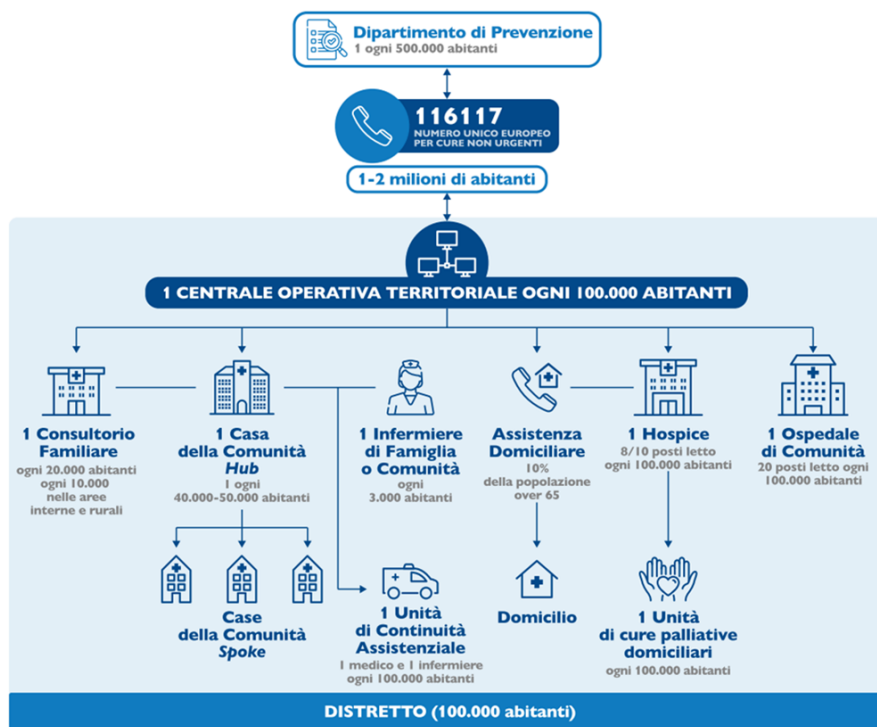 Dipartimento di Prevenzione
1 ogni 500.000 abitanti
116117
NUMERO UNICO EUROPEO
PER CURE NON URGENTI
1-2 milioni di abitanti
1 CENTRALE OPERATIVA TERRITORIALE OGNI 100.000 ABITANTI
1 Consultorio
Familiare
ogni 20.000 abitanti
ogni 10.000
nelle aree
interne e rurali
1 Casa
della Comunità
Hub
1 ogni
40.000-50.000 abitanti
1 Infermiere
di Famiglia
o Comunità
ogni
3.000 abitanti
Assistenza
Domiciliare
10%
della popolazione
over 65
1 Hospice
8/10 posti letto
ogni 100.000 abitanti
1 Ospedale
di Comunità
20 posti letto ogni
100.000 abitanti
Case
della Comunità
Spoke
1 Unità
di Continuità
Assistenziale
1 medico e 1 infermiere
ogni 100.000 abitanti
Domicilio
1 Unità
di cure palliative
domiciliari
ogni 100.000 abitanti
DISTRETTO (100.000 abitanti)